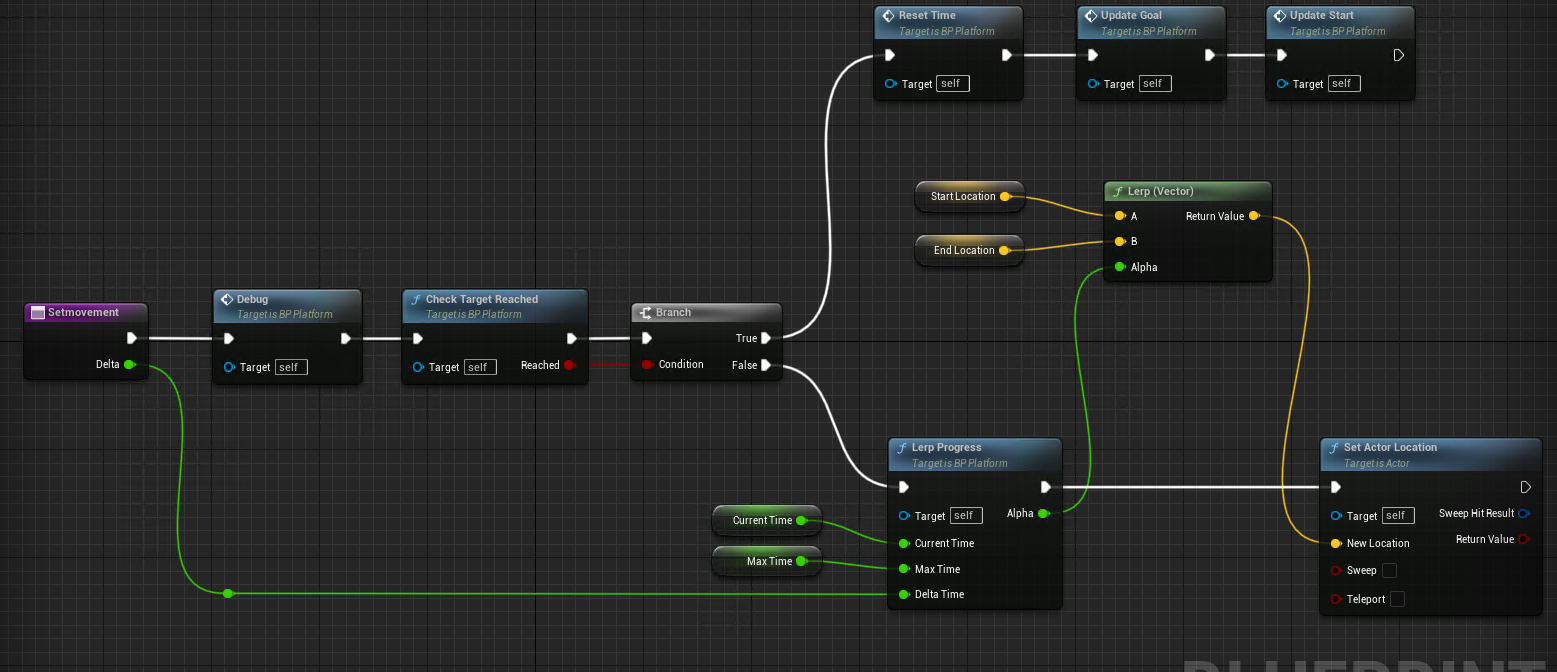 Reset Time
Target is BP Platform
Target self
Update Goal
Target is BP Platform
Target self
Update Start
Target is BP Platform
Target self
Start Location
End Location
Lerp (Vector)
A Return Value
B
Alpha
Setmovement
Delta
Debug
Target is BP Platform
Target self
Check Target Reached
Target is BP Platform
Target self Reached
Branch
True
Condition False
Current Time
Max Time
Lerp Progress
Target is BP Platform
Target self Alpha
Current Time
Max Time
Delta Time
Set Actor Location
Target is Actor
Target self Sweep Hit Result
New Location Return Value
Sweep
Teleport
BLUEPRINT